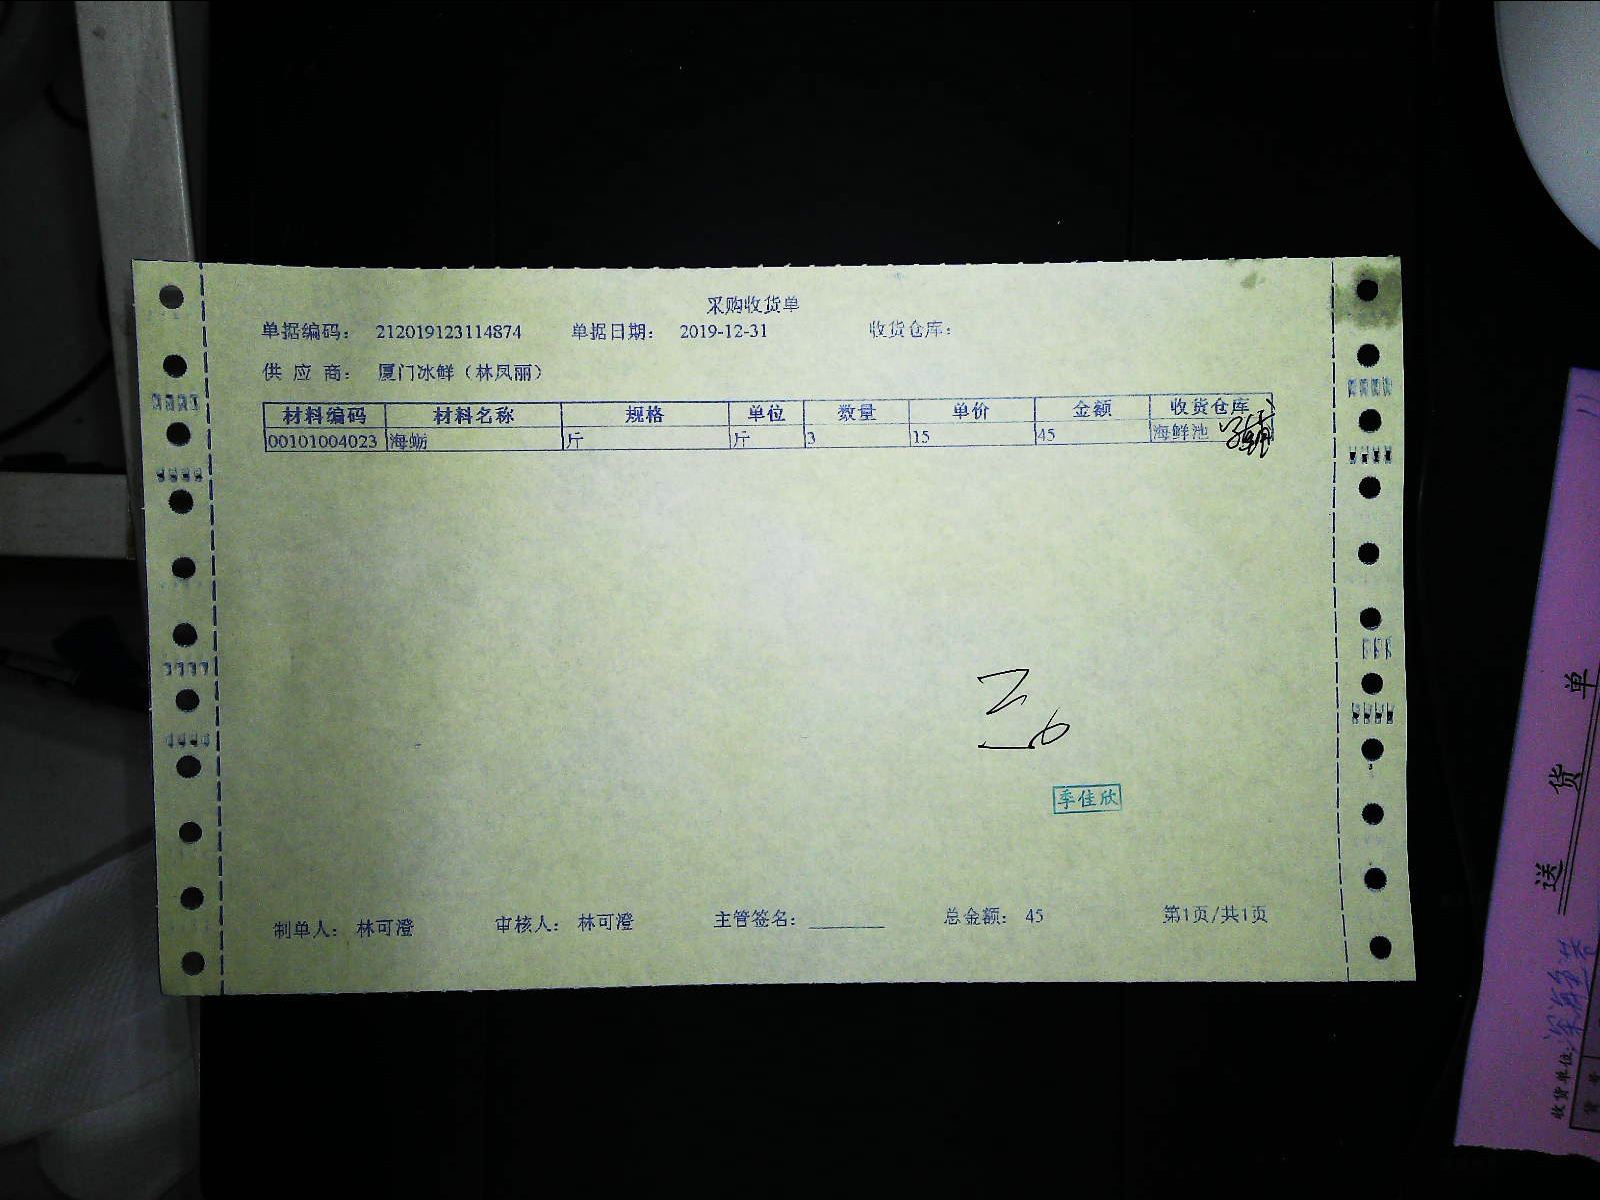 采购收货单
单据编码： 212019123114874 单据日期： 2019-12-31 收货仓库：
供 应 商： 厦门冰鲜（林凤丽）
材料编码 材料名称 规格 单位 数量 单价 金额 收货仓库
00101004023 海蛎 斤 斤 3 15 45 海鲜池
季佳欣
制单人： 林可澄 审核人： 林可澄 主管签名： 总金额： 45 第1页/共1页
送 货 单
收货单位: